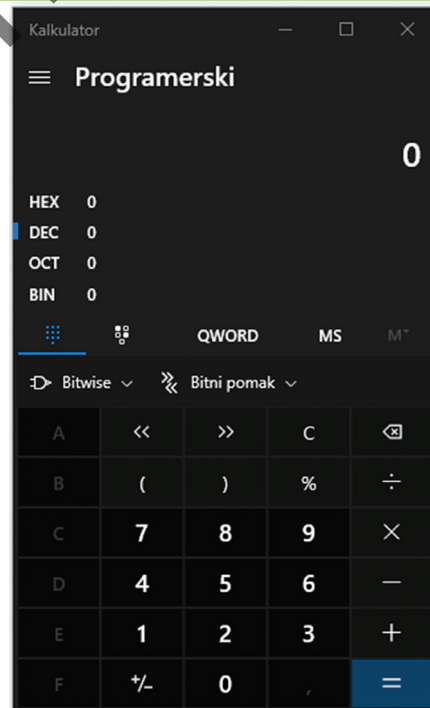 Kalkulator
Programerski
0
HEX 0
DEC 0
OCT 0
BIN 0
QWORD MS M˅
Bitwise Bitni pomak
A << >> C
B ( ) % ÷
C 7 8 9 ×
D 4 5 6 −
E 1 2 3 +
F +/− 0 , =